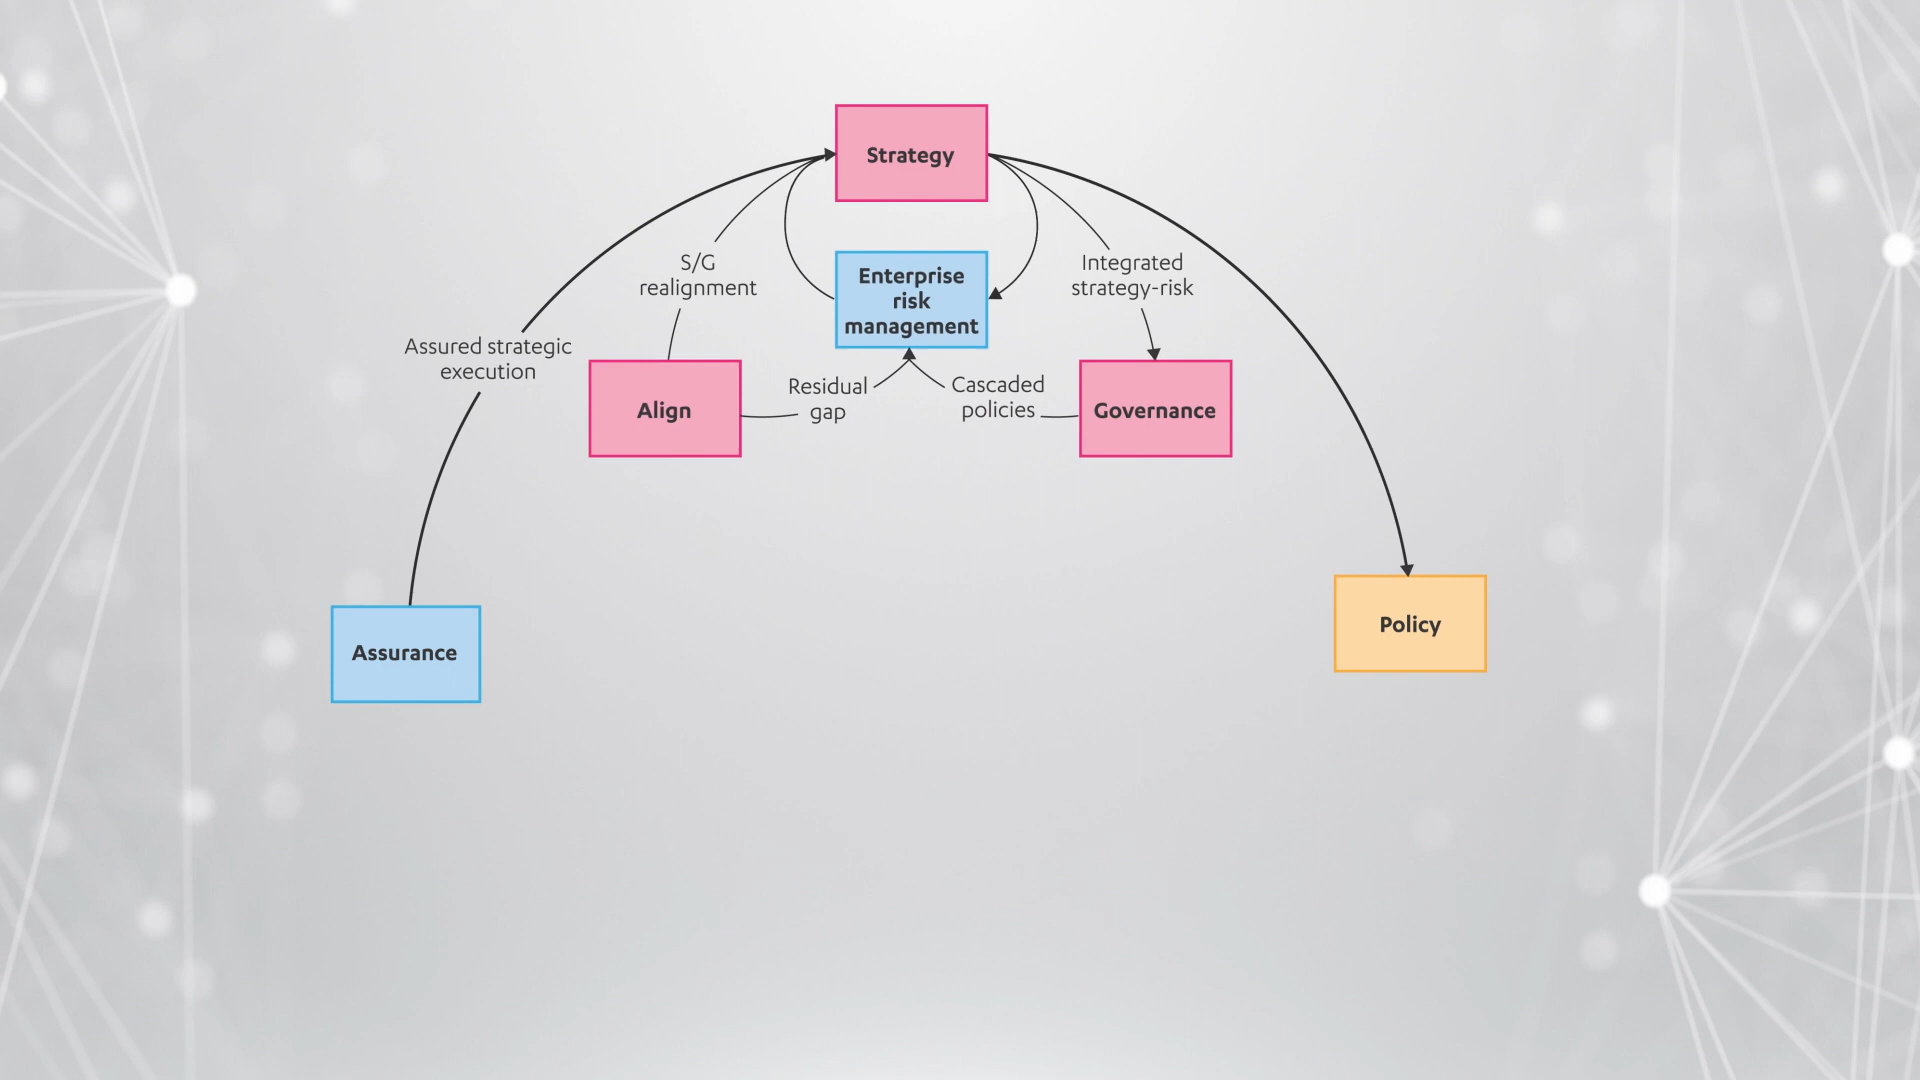 Strategy
S/G
realignment
Enterprise
risk
management
Integrated
strategy-risk
Assured strategic
execution
Align
Residual
gap
Cascaded
policies
Governance
Assurance
Policy